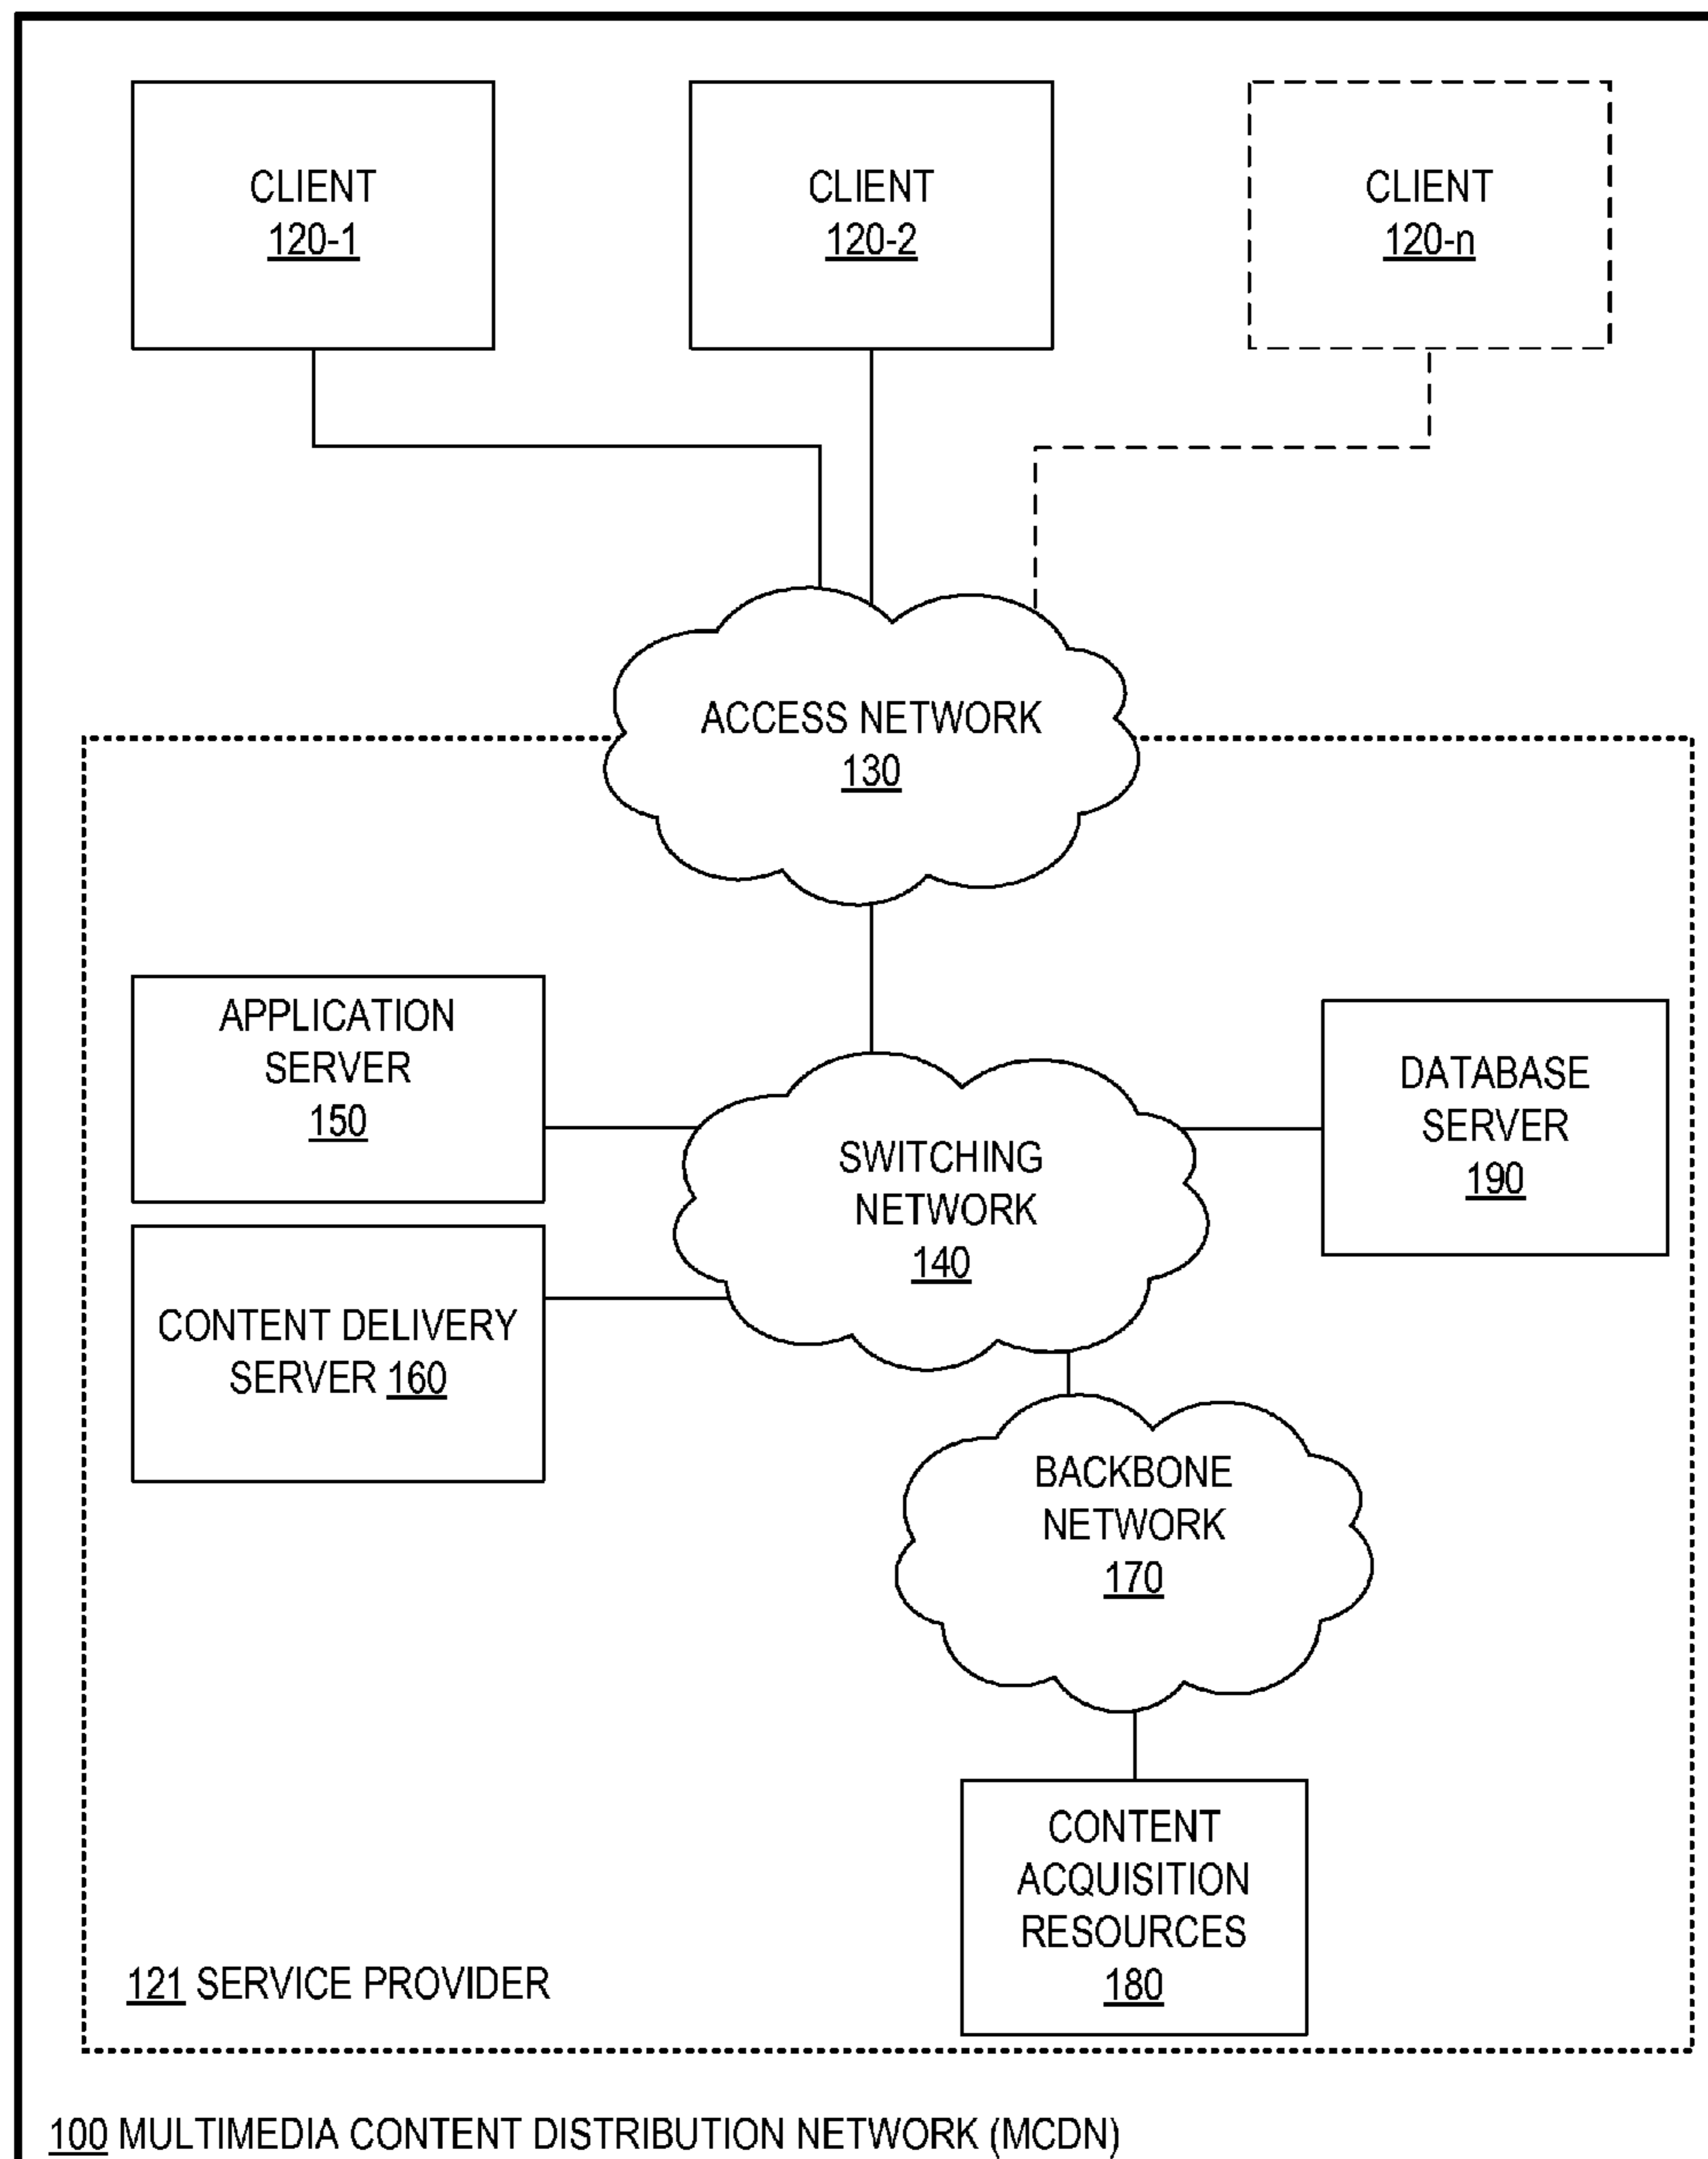 CLIENT
120-1
CLIENT
120-2
CLIENT
120-n
ACCESS NETWORK
130
APPLICATION
SERVER
150
DATABASE
SERVER
190
SWITCHING
NETWORK
140
CONTENT DELIVERY
SERVER 160
BACKBONE
NETWORK
170
CONTENT
ACQUISITION
RESOURCES
180
121 SERVICE PROVIDER
100 MULTIMEDIA CONTENT DISTRIBUTION NETWORK (MCDN)